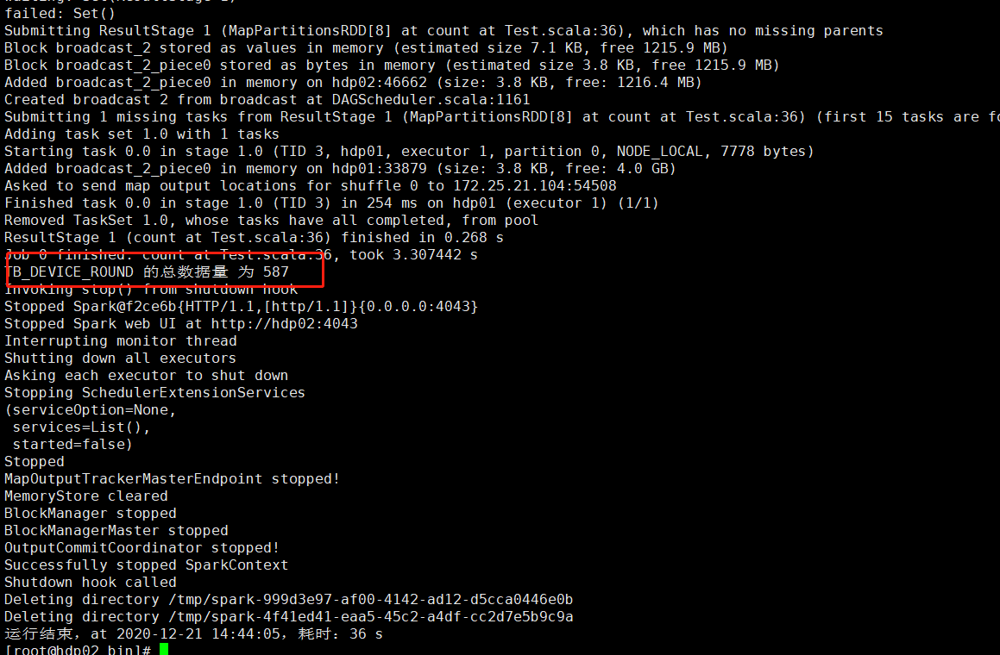 failed: Set()
Submitting ResultStage 1 (MapPartitionsRDD[8] at count at Test.scala:36), which has no missing parents
Block broadcast_2 stored as values in memory (estimated size 7.1 KB, free 1215.9 MB)
Block broadcast_2_piece0 stored as bytes in memory (estimated size 3.8 KB, free 1215.9 MB)
Added broadcast_2_piece0 in memory on hdp02:46662 (size: 3.8 KB, free: 1216.4 MB)
Created broadcast 2 from broadcast at DAGScheduler.scala:1161
Submitting 1 missing tasks from ResultStage 1 (MapPartitionsRDD[8] at count at Test.scala:36) (first 15 tasks are
Adding task set 1.0 with 1 tasks
Starting task 0.0 in stage 1.0 (TID 3, hdp01, executor 1, partition 0, NODE_LOCAL, 7778 bytes)
Added broadcast_2_piece0 in memory on hdp01:33879 (size: 3.8 KB, free: 4.0 GB)
Asked to send map output locations for shuffle 0 to 172.25.21.104:54508
Finished task 0.0 in stage 1.0 (TID 3) in 254 ms on hdp01 (executor 1) (1/1)
Removed TaskSet 1.0, whose tasks have all completed, from pool
ResultStage 1 (count at Test.scala:36) finished in 0.268 s
Job 0 finished: count at Test.scala:36, took 3.307442 s
TB_DEVICE_ROUND 的总数据量 为 587
Invoking stop() from shutdown hook
Stopped Spark@f2ce6b{HTTP/1.1,[http/1.1]}{0.0.0.0:4043}
Stopped Spark web UI at http://hdp02:4043
Interrupting monitor thread
Shutting down all executors
Asking each executor to shut down
Stopping SchedulerExtensionServices
(serviceOption=None,
services=List(),
started=false)
Stopped
MapOutputTrackerMasterEndpoint stopped!
MemoryStore cleared
BlockManager stopped
BlockManagerMaster stopped
OutputCommitCoordinator stopped!
Successfully stopped SparkContext
Shutdown hook called
Deleting directory /tmp/spark-999d3e97-af00-4142-ad12-d5cca0446e0b
Deleting directory /tmp/spark-4f41ed41-eaa5-45c2-a4df-cc2d7e5b9c9a
运行结束，at 2020-12-21 14:44:05，耗时：36 s
[root@hdp02 bin]#